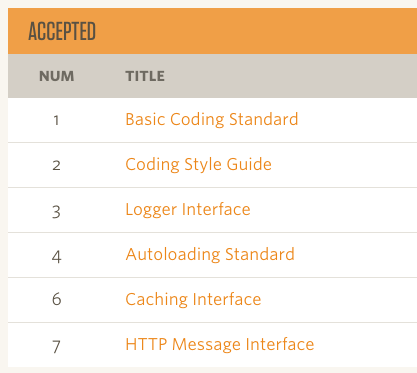 ACCEPTED
NUM TITLE
1 Basic Coding Standard
2 Coding Style Guide
3 Logger Interface
4 Autoloading Standard
6 Caching Interface
7 HTTP Message Interface